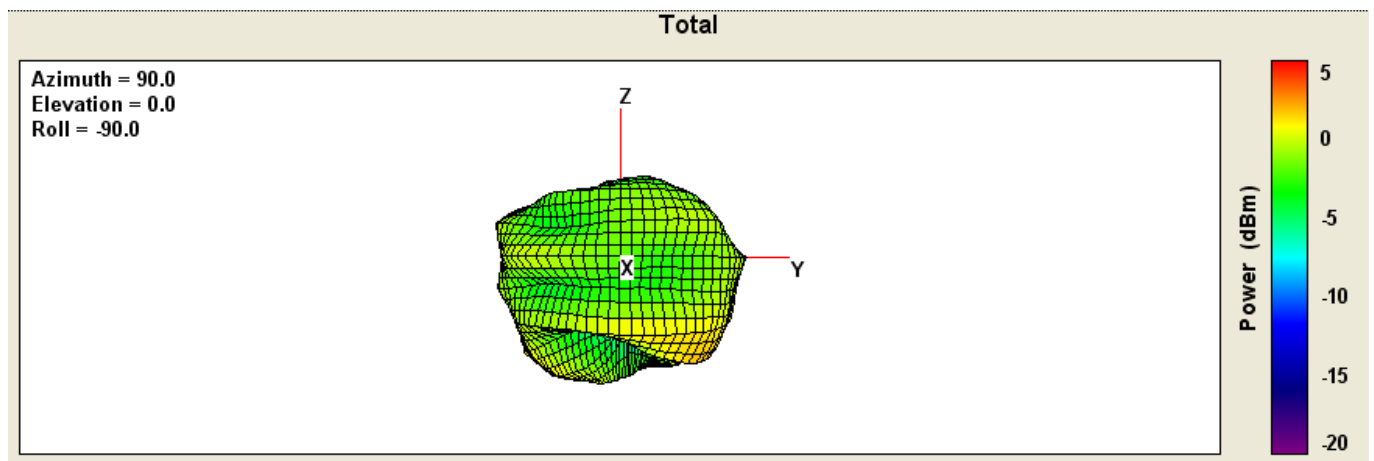 Total
Azimuth = 90.0
Elevation = 0.0
Roll = -90.0
Z
X
Y
Power (dBm)
5
0
-5
-10
-15
-20